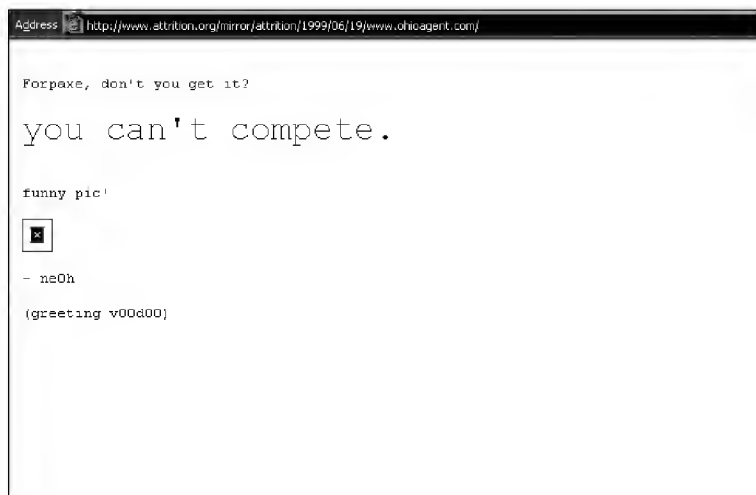 Address http://www.attrition.org/mirror/attrition/1999/06/19/www.ohioagent.com/
Forpaxe, don't you get it?
you can't compete.
funny pic'
- ne0h
(greeting v00d00)